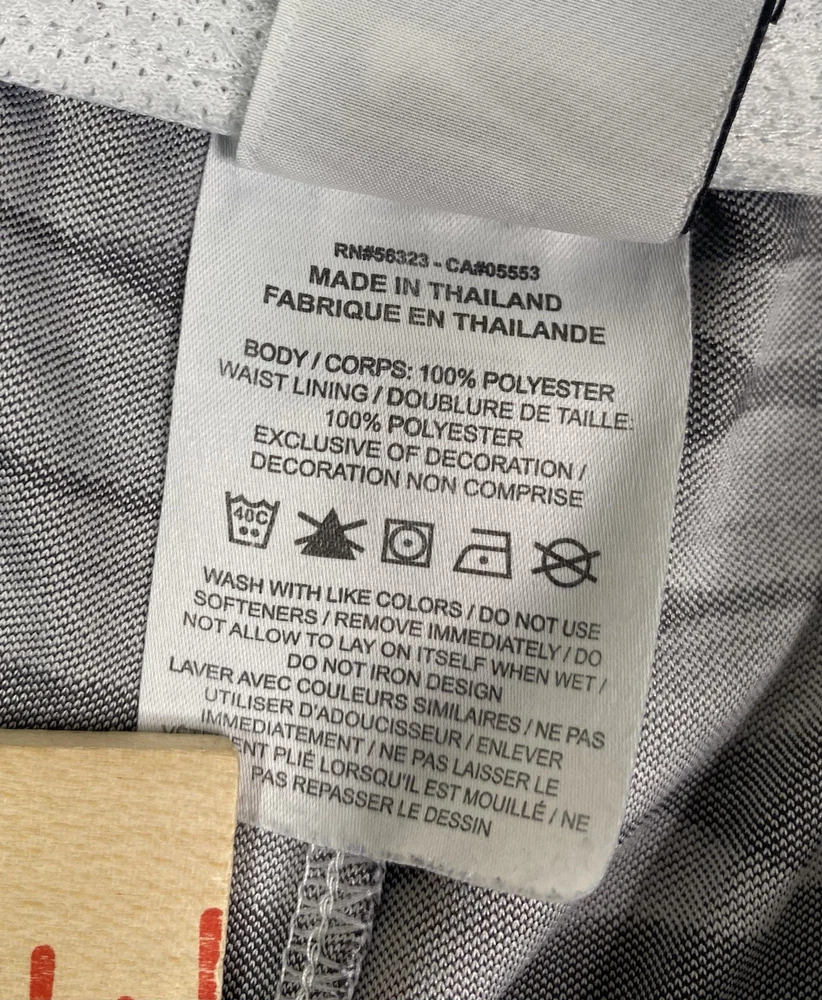 RN#56323 - CA#05553
MADE IN THAILAND
FABRIQUE EN THAILANDE
BODY / CORPS: 100% POLYESTER
WAIST LINING / DOUBLURE DE TAILLE:
100% POLYESTER
EXCLUSIVE OF DECORATION /
DECORATION NON COMPRISE
40C
WASH WITH LIKE COLORS / DO NOT USE
SOFTENERS / REMOVE IMMEDIATELY / DO
NOT ALLOW TO LAY ON ITSELF WHEN WET /
DO NOT IRON DESIGN
LAVER AVEC COULEURS SIMILAIRES / NE PAS
UTILISER D'ADOUCISSEUR / ENLEVER
IMMEDIATEMENT / NE PAS LAISSER LE
PLIÉ LORSQU'IL EST MOUILLÉ / NE
PAS REPASSER LE DESSIN